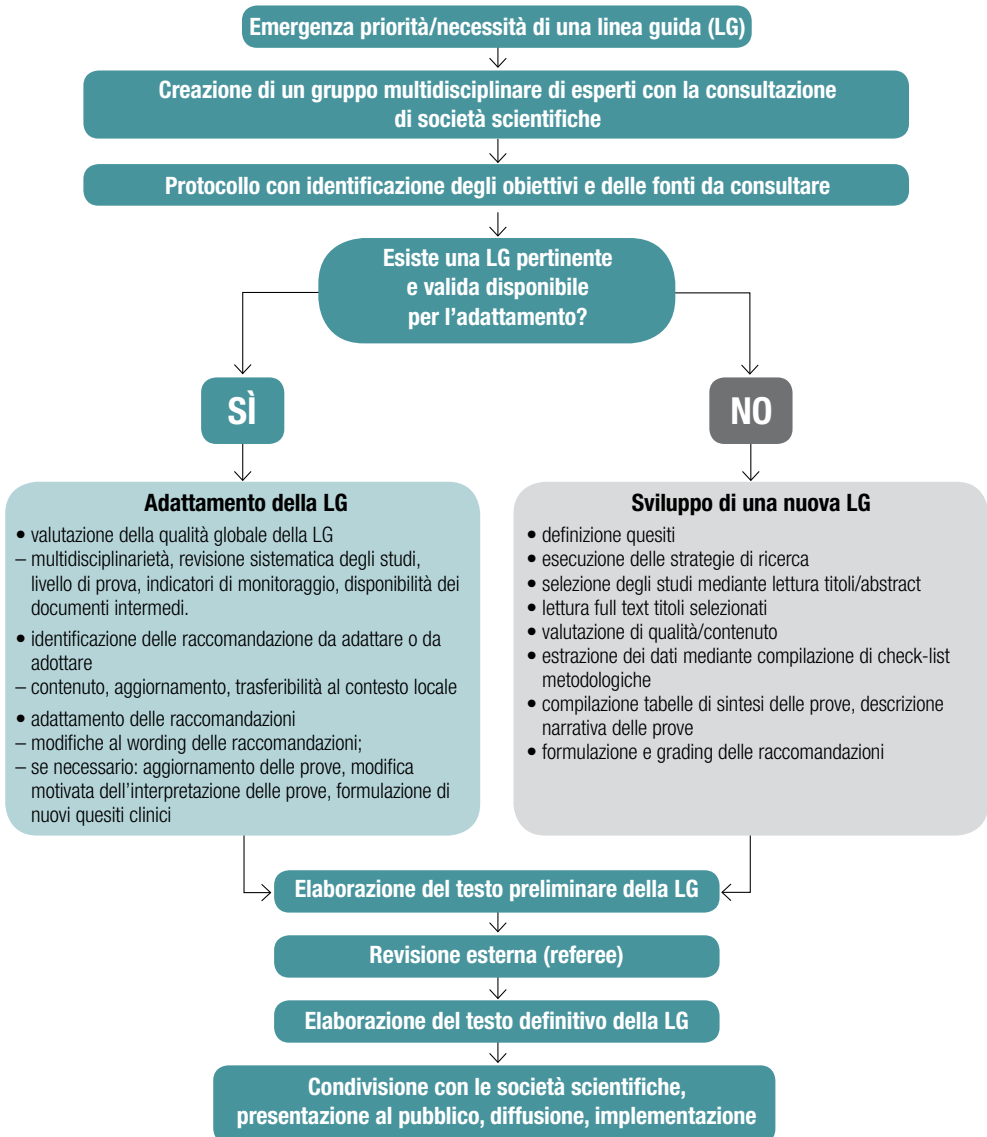 Emergenza priorità/necessità di una linea guida (LG)
Creazione di un gruppo multidisciplinare di esperti con la consultazione
di società scientifiche
Protocollo con identificazione degli obiettivi e delle fonti da consultare
Esiste una LG pertinente
e valida disponibile
per l'adattamento?
SÌ
NO
Adattamento della LG
• valutazione della qualità globale della LG
– multidisciplinarietà, revisione sistematica degli studi,
livello di prova, indicatori di monitoraggio, disponibilità dei
documenti intermedi.
• identificazione delle raccomandazione da adattare o da
adottare
– contenuto, aggiornamento, trasferibilità al contesto locale
• adattamento delle raccomandazioni
– modifiche al wording delle raccomandazioni;
– se necessario: aggiornamento delle prove, modifica
motivata dell'interpretazione delle prove, formulazione di
nuovi quesiti clinici
Sviluppo di una nuova LG
• definizione quesiti
• esecuzione delle strategie di ricerca
• selezione degli studi mediante lettura titoli/abstract
• lettura full text titoli selezionati
• valutazione di qualità/contenuto
• estrazione dei dati mediante compilazione di check-list
metodologiche
• compilazione tabelle di sintesi delle prove, descrizione
narrativa delle prove
• formulazione e grading delle raccomandazioni
Elaborazione del testo preliminare della LG
Revisione esterna (referee)
Elaborazione del testo definitivo della LG
Condivisione con le società scientifiche,
presentazione al pubblico, diffusione, implementazione